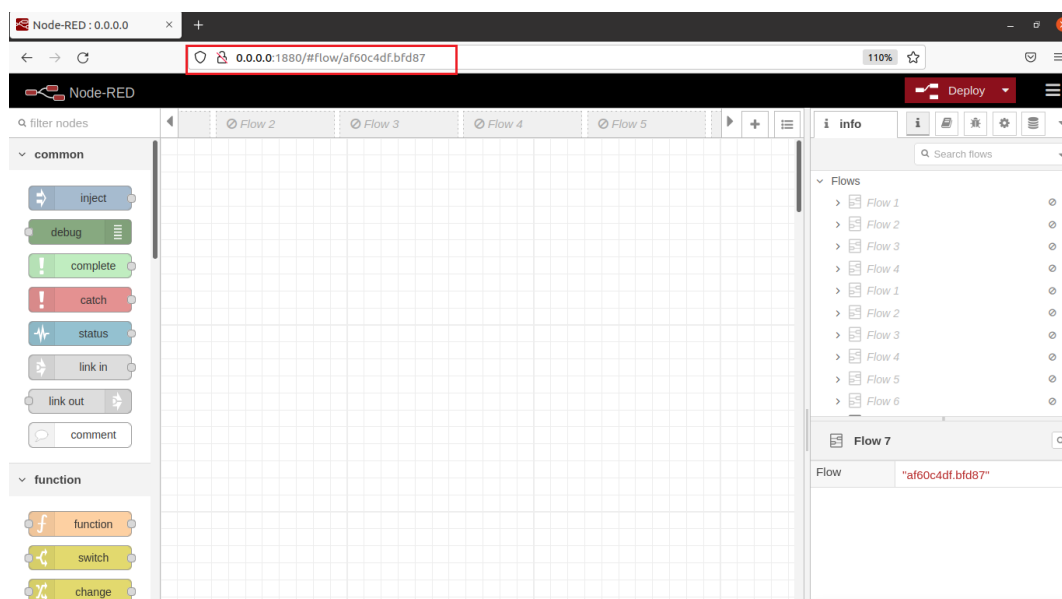 Node-RED : 0.0.0.0
0.0.0.0:1880/#flow/af60c4df.bfd87
110%
Node-RED
Deploy
filter nodes
Flow 2
Flow 3
Flow 4
Flow 5
i info
i
Search flows
common
inject
debug
complete
catch
status
link in
link out
comment
function
function
switch
change
Flows
Flow 1
Flow 2
Flow 3
Flow 4
Flow 1
Flow 2
Flow 3
Flow 4
Flow 5
Flow 6
Flow 7
Flow
"af60c4df.bfd87"